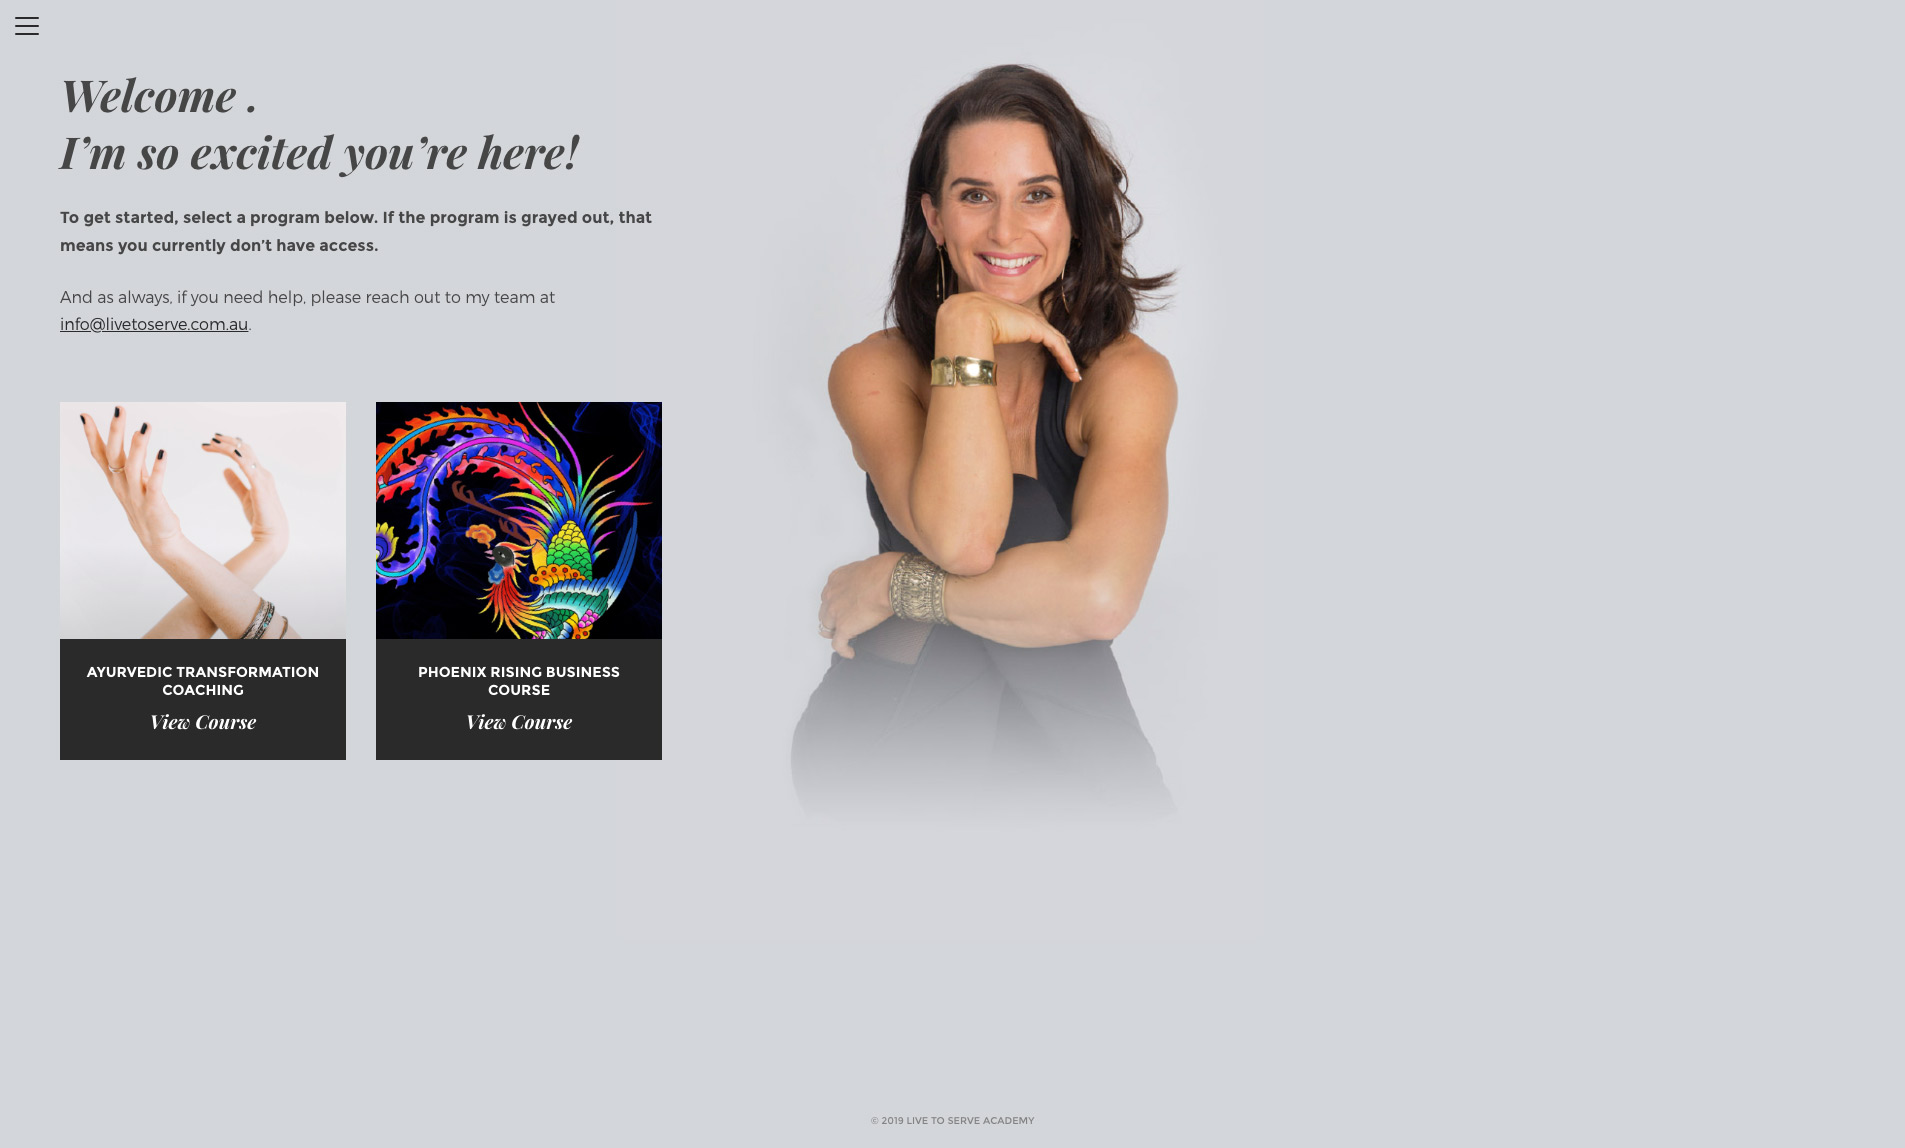 Welcome .
I’m so excited you’re here!
To get started, select a program below. If the program is grayed out, that
means you currently don’t have access.
And as always, if you need help, please reach out to my team at
info@livetoserve.com.au.
AYURVEDIC TRANSFORMATION
COACHING
View Course
PHOENIX RISING BUSINESS
COURSE
View Course
© 2019 LIVE TO SERVE ACADEMY